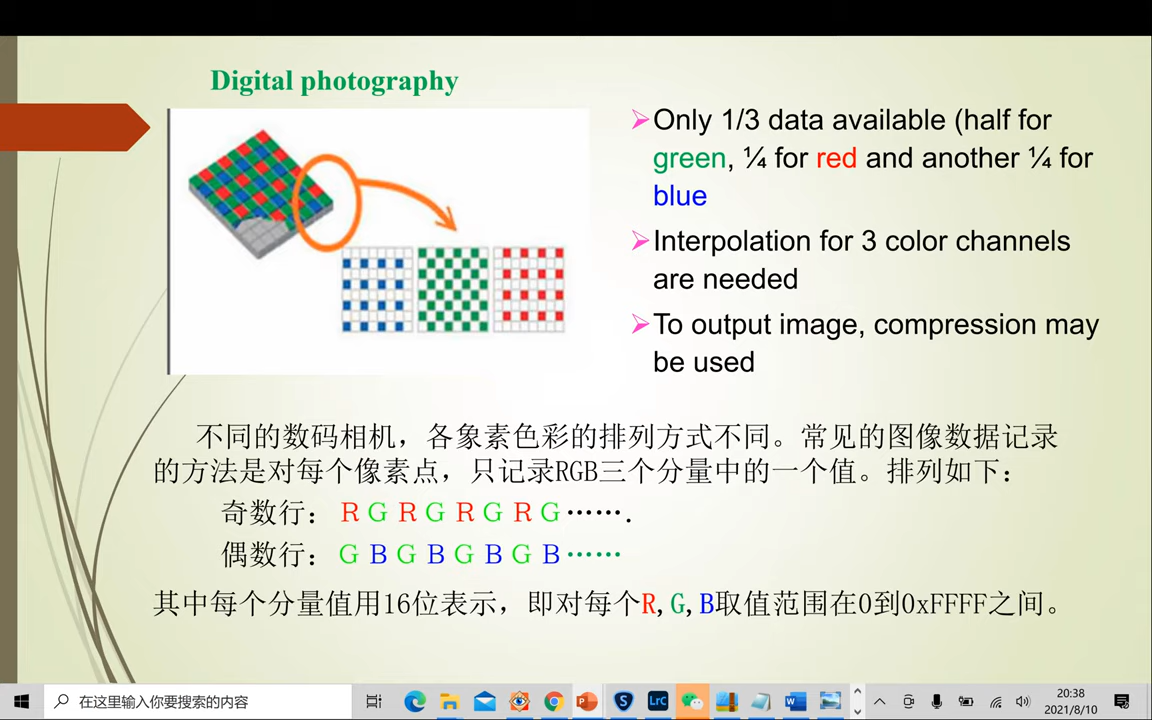 Digital photography
Only 1/3 data available (half for
green, ¼ for red and another ¼ for
blue
Interpolation for 3 color channels
are needed
To output image, compression may
be used
不同的数码相机，各象素色彩的排列方式不同。常见的图像数据记录
的方法是对每个像素点，只记录RGB三个分量中的一个值。排列如下：
奇数行：R G R G R G R G…….
偶数行：G B G B G B G B……
其中每个分量值用16位表示，即对每个R,G,B取值范围在0到0xFFFF之间。
在这里输入你要搜索的内容
LrC
20:38
2021/8/10